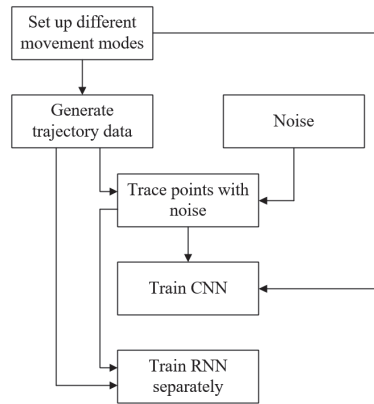 Set up different
movement modes
Generate
trajectory data
Noise
Trace points with
noise
Train CNN
Train RNN
separately